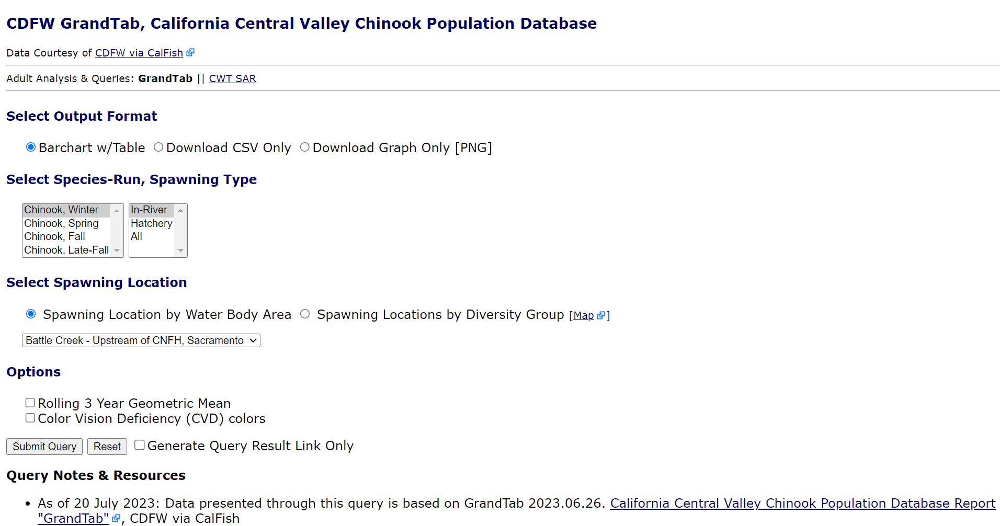 CDFW GrandTab, California Central Valley Chinook Population Database
Data Courtesy of CDFW via CalFish
Adult Analysis & Queries: GrandTab || CWT SAR
Select Output Format
Barchart w/Table Download CSV Only Download Graph Only [PNG]
Select Species-Run, Spawning Type
Chinook, Winter In-River
Chinook, Spring Hatchery
Chinook, Fall All
Chinook, Late-Fall
Select Spawning Location
Spawning Location by Water Body Area Spawning Locations by Diversity Group [Map]
Battle Creek - Upstream of CNFH, Sacramento
Options
Rolling 3 Year Geometric Mean
Color Vision Deficiency (CVD) colors
Submit Query Reset Generate Query Result Link Only
Query Notes & Resources
• As of 20 July 2023: Data presented through this query is based on GrandTab 2023.06.26. California Central Valley Chinook Population Database Report
"GrandTab", CDFW via CalFish